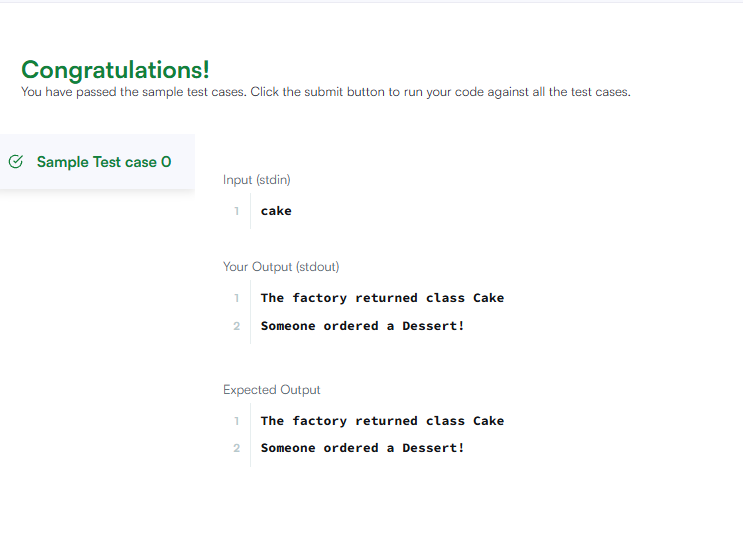 Congratulations!
You have passed the sample test cases. Click the submit button to run your code against all the test cases.
Sample Test case 0
Input (stdin)
1 cake
Your Output (stdout)
1 The factory returned class Cake
2 Someone ordered a Dessert!
Expected Output
1 The factory returned class Cake
2 Someone ordered a Dessert!